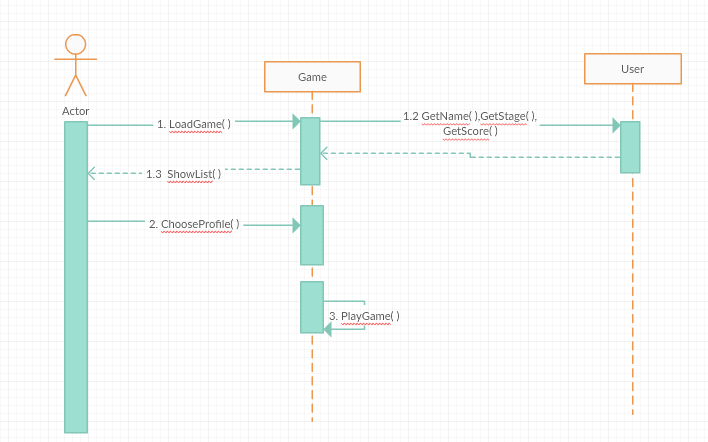 Actor
Game
User
1. LoadGame( )
1.2 GetName( ),GetStage( ),
GetScore( )
1.3 ShowList( )
2. ChooseProfile( )
3. PlayGame( )